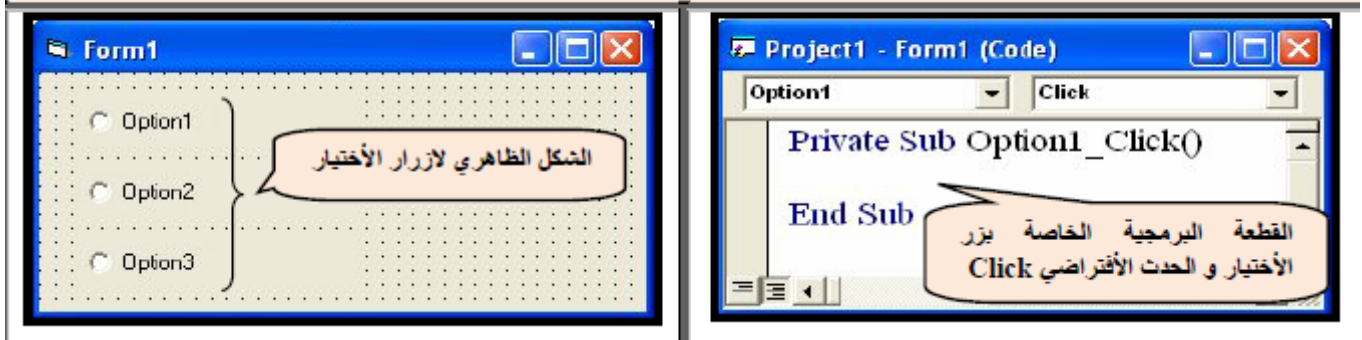 Form1
Option1
Option2
Option3
الشكل الظاهري لازرار الأختيار
Project1 - Form1 (Code)
Option1
Click
Private Sub Option1_Click()
End Sub
القطعة البرمجية الخاصة بزر
الأختيار و الحدث الأفتراضي Click